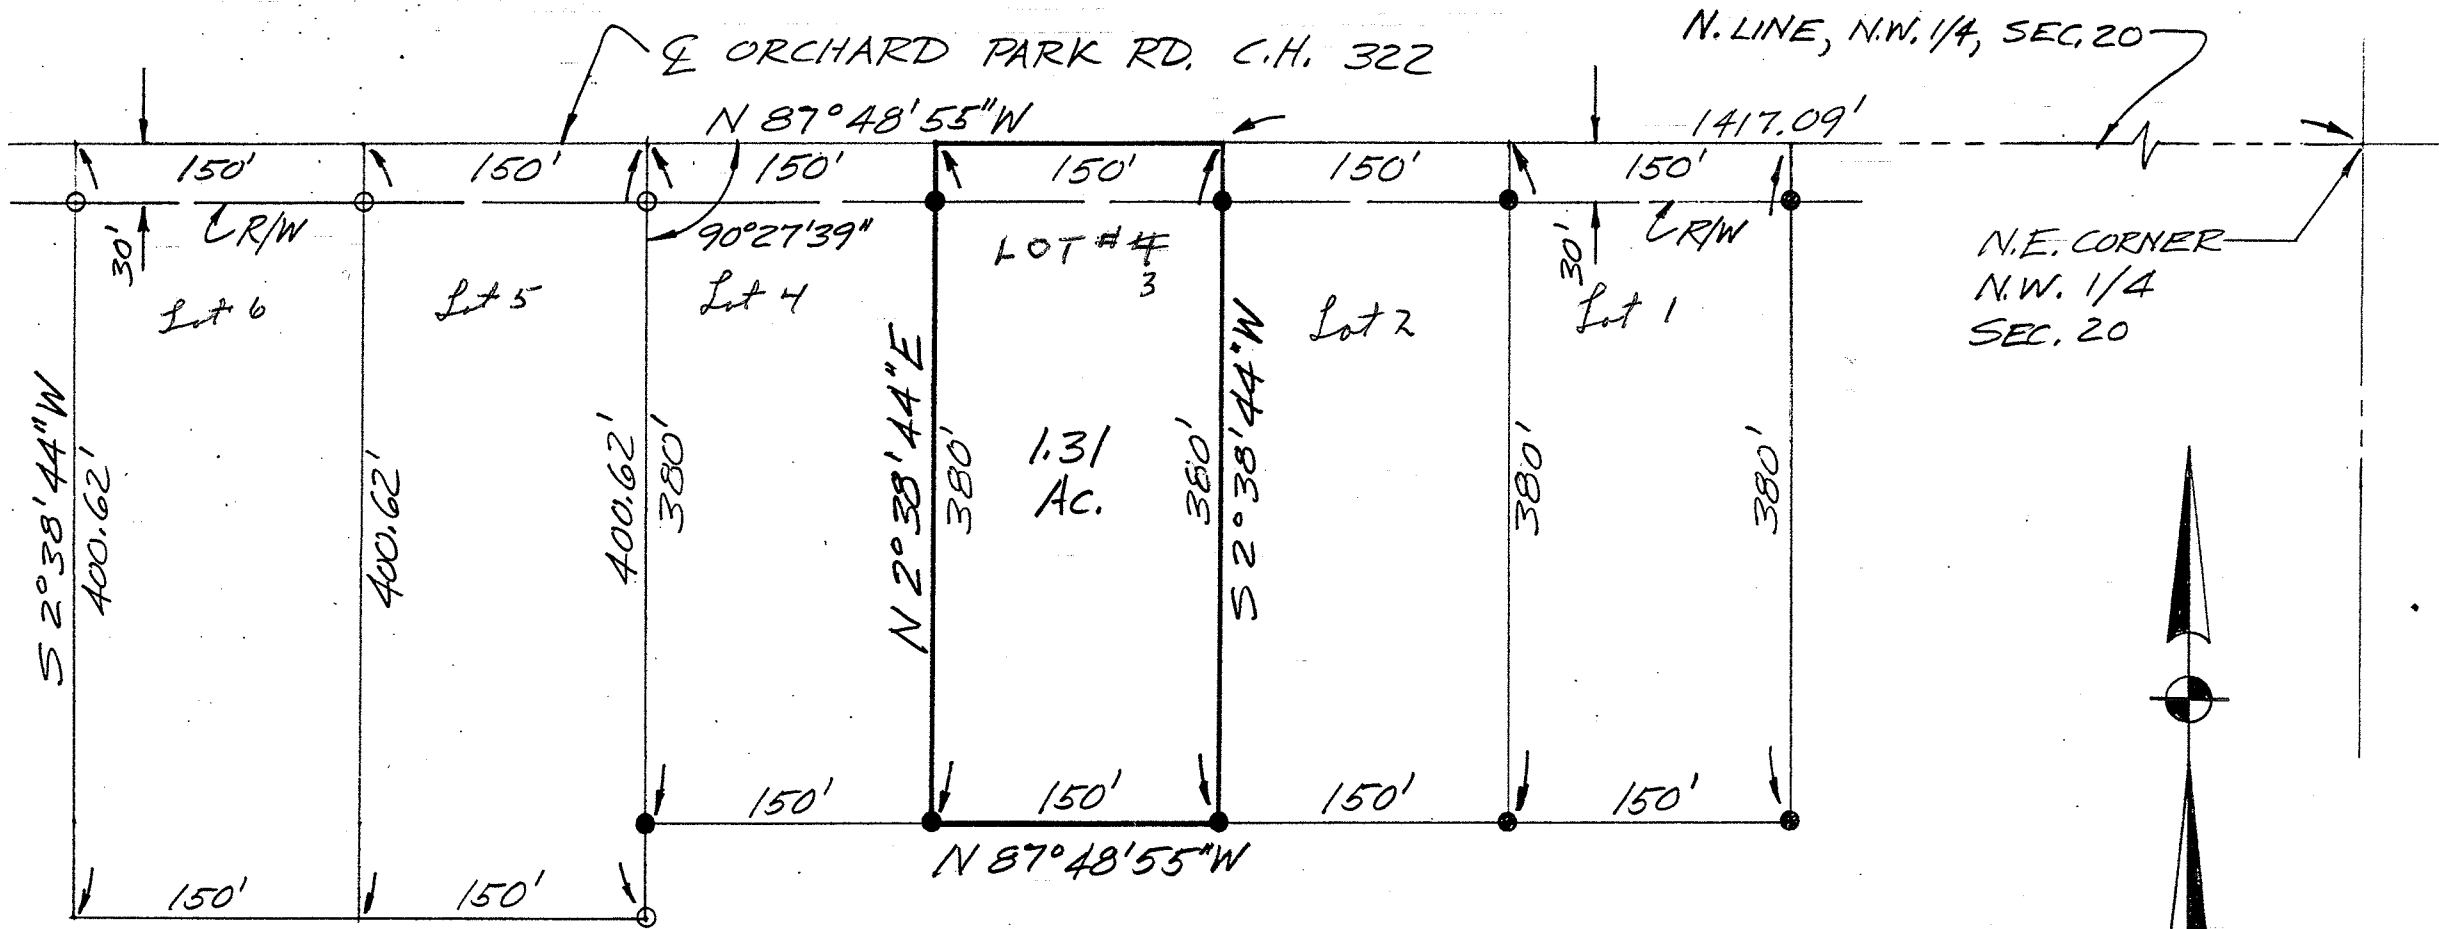 N. LINE, N.W. 1/4, SEC. 20
℄ ORCHARD PARK RD. C.H. 322
N 87°48'55"W
1417.09'
150' 150' 150' 150' 150' 150'
R/W
R/W
30'
30'
90°27'39"
LOT #4
3
N.E. CORNER
N.W. 1/4
SEC. 20
Lot 6
Lot 5
Lot 4
Lot 2
Lot 1
S 2°38'44"W
400.62'
400.62'
400.62'
380'
N 2°38'44"E
380'
1.31
Ac.
380'
S 2°38'44"W
380'
380'
150' 150' 150' 150'
N 87°48'55"W
150' 150'